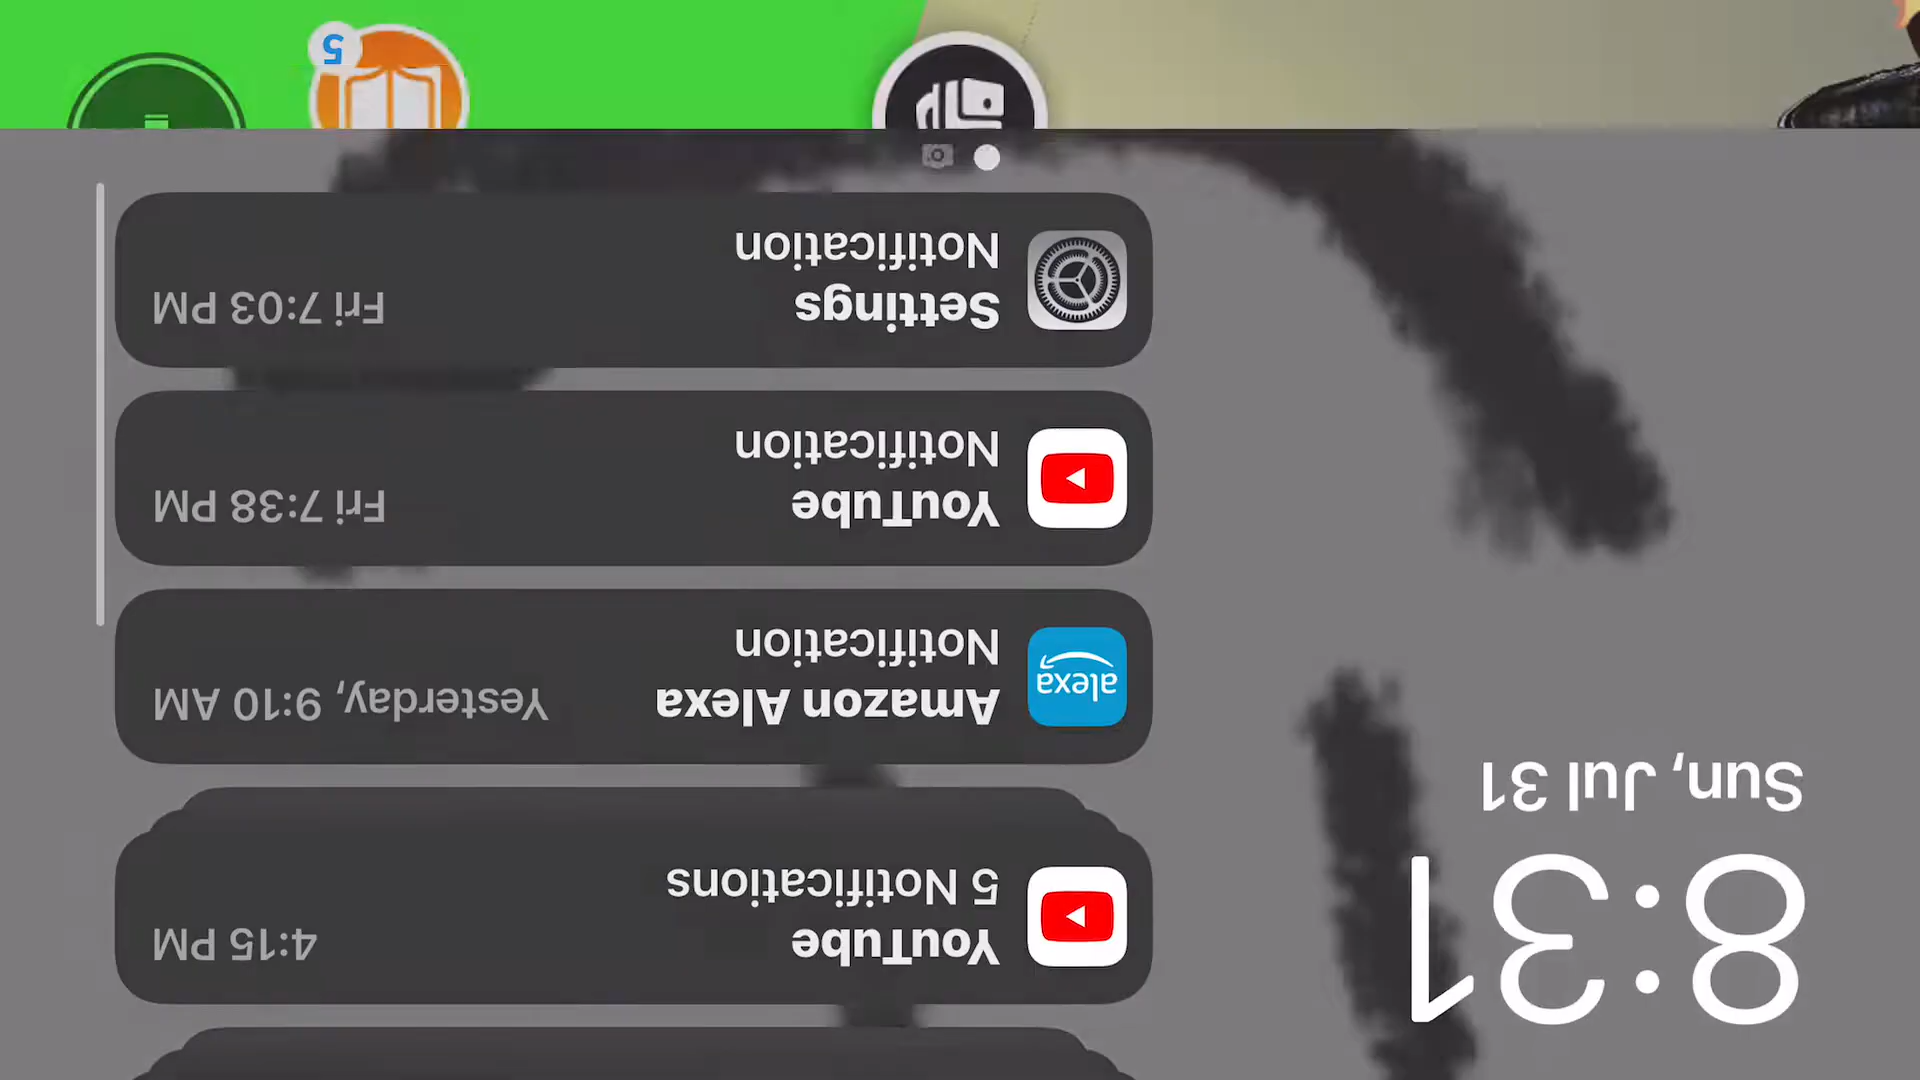 8:31
Sun, Jul 31
YouTube
5 Notifications
4:15 PM
alexa
Amazon Alexa
Notification
Yesterday, 9:10 AM
YouTube
Notification
Fri 7:38 PM
Settings
Notification
Fri 7:03 PM
5